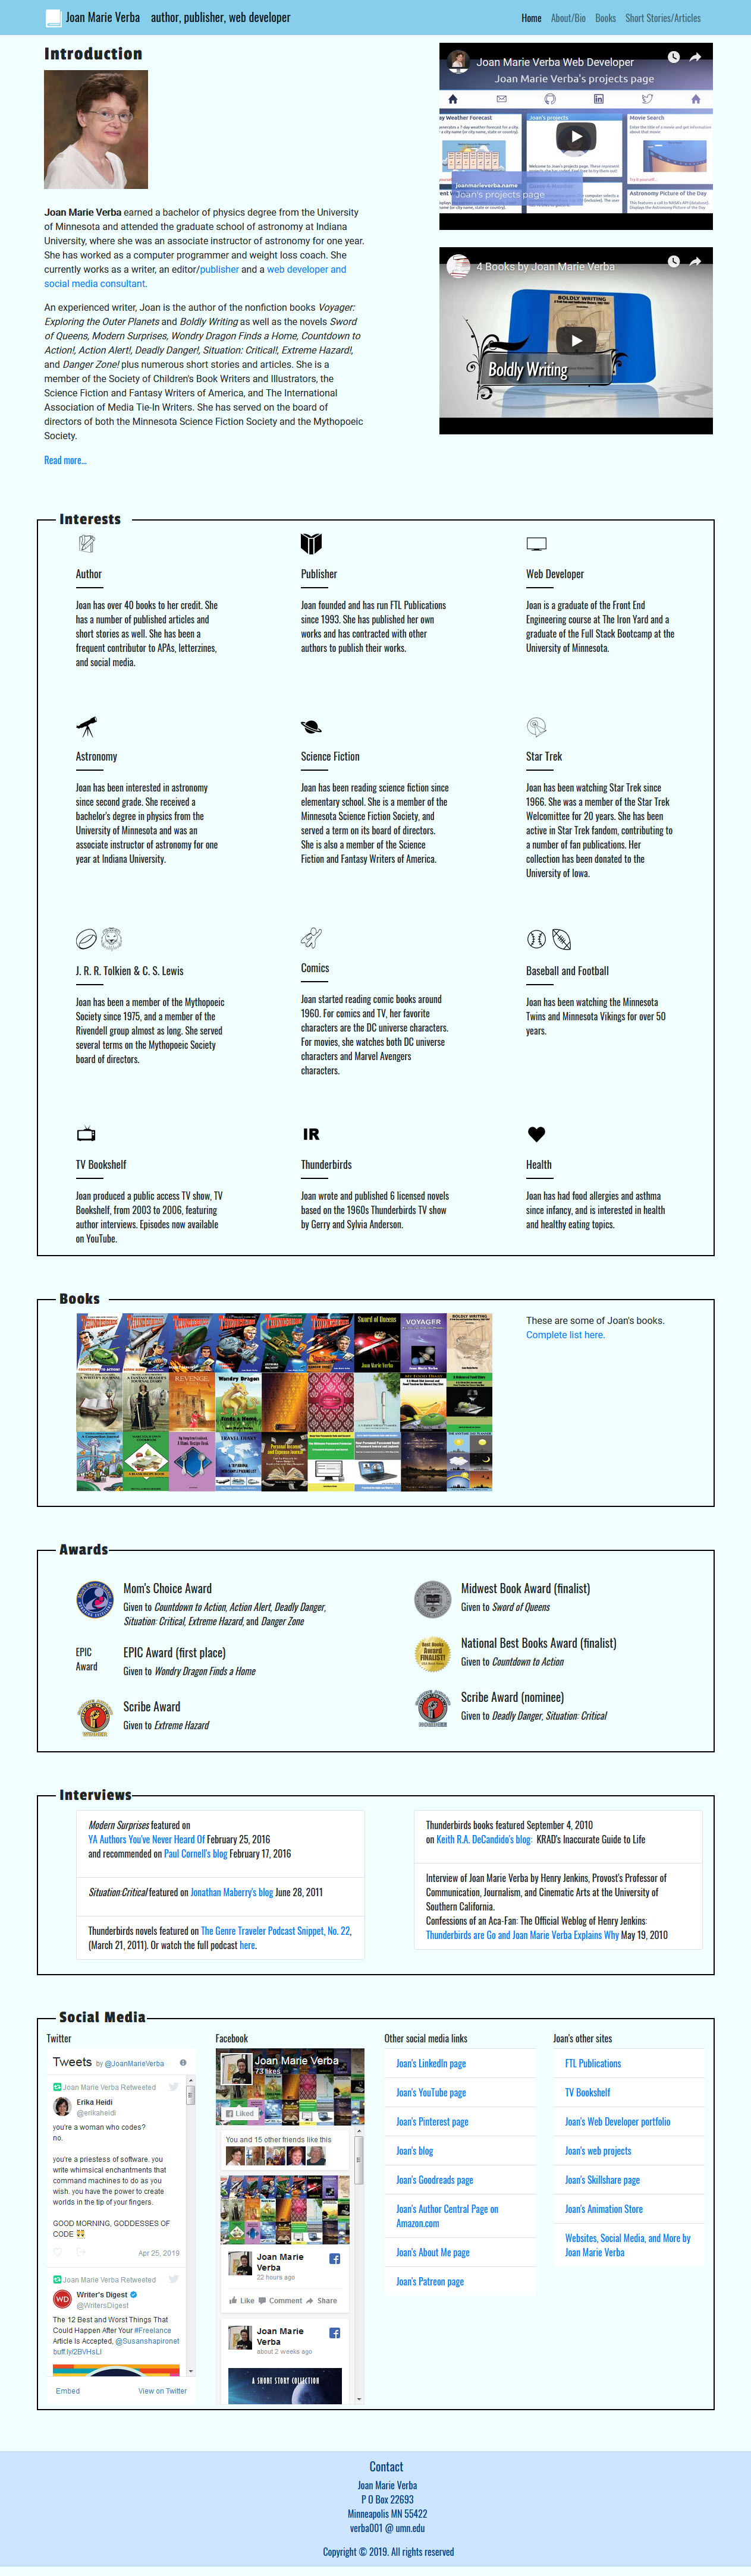 Joan Marie Verba author, publisher, web developer
Home About/Bio Books Short Stories/Articles
Introduction
Joan Marie Verba earned a bachelor of physics degree from the University
of Minnesota and attended the graduate school of astronomy at Indiana
University, where she was an associate instructor of astronomy for one year.
She has worked as a computer programmer and weight loss coach. She
currently works as a writer, an editor/publisher and a web developer and
social media consultant.
An experienced writer, Joan is the author of the nonfiction books Voyager:
Exploring the Outer Planets and Boldly Writing as well as the novels Sword
of Queens, Modern Surprises, Wondry Dragon Finds a Home, Countdown to
Action!, Action Alert!, Deadly Danger!, Situation: Critical!, Extreme Hazard!,
and Danger Zone! plus numerous short stories and articles. She is a
member of the Society of Children's Book Writers and Illustrators, the
Science Fiction and Fantasy Writers of America, and The International
Association of Media Tie-In Writers. She has served on the board of
directors of both the Minnesota Science Fiction Society and the Mythopoeic
Society.
Read more...
Joan Marie Verba Web Developer
Joan Marie Verba's projects page
Joan's projects
Movie Search
joanmarieverba.name
Joan's projects page
Astronomy Picture of the Day
4 Books by Joan Marie Verba
BOLDLY WRITING
Boldly Writing
Interests
Author
Joan has over 40 books to her credit. She
has a number of published articles and
short stories as well. She has been a
frequent contributor to APAs, letterzines,
and social media.
Publisher
Joan founded and has run FTL Publications
since 1993. She has published her own
works and has contracted with other
authors to publish their works.
Web Developer
Joan is a graduate of the Front End
Engineering course at The Iron Yard and a
graduate of the Full Stack Bootcamp at the
University of Minnesota.
Astronomy
Joan has been interested in astronomy
since second grade. She received a
bachelor's degree in physics from the
University of Minnesota and was an
associate instructor of astronomy for one
year at Indiana University.
Science Fiction
Joan has been reading science fiction since
elementary school. She is a member of the
Minnesota Science Fiction Society, and
served a term on its board of directors.
She is also a member of the Science
Fiction and Fantasy Writers of America.
Star Trek
Joan has been watching Star Trek since
1966. She was a member of the Star Trek
Welcommittee for 20 years. She has been
active in Star Trek fandom, contributing to
a number of fan publications. Her
collection has been donated to the
University of Iowa.
J. R. R. Tolkien & C. S. Lewis
Joan has been a member of the Mythopoeic
Society since 1975, and a member of the
Rivendell group almost as long. She served
several terms on the Mythopoeic Society
board of directors.
Comics
Joan started reading comic books around
1960. For comics and TV, her favorite
characters are the DC universe characters.
For movies, she watches both DC universe
characters and Marvel Avengers
characters.
Baseball and Football
Joan has been watching the Minnesota
Twins and Minnesota Vikings for over 50
years.
TV Bookshelf
Joan produced a public access TV show, TV
Bookshelf, from 2003 to 2006, featuring
author interviews. Episodes now available
on YouTube.
IR
Thunderbirds
Joan wrote and published 6 licensed novels
based on the 1960s Thunderbirds TV show
by Gerry and Sylvia Anderson.
Health
Joan has had food allergies and asthma
since infancy, and is interested in health
and healthy eating topics.
Books
Sword of Queens
VOYAGER
BOLDLY WRITING
REVENGE
Wondry Dragon
Finds a Home
These are some of Joan's books.
Complete list here.
Awards
Mom's Choice Award
Given to Countdown to Action, Action Alert, Deadly Danger,
Situation: Critical, Extreme Hazard, and Danger Zone
EPIC
Award
EPIC Award (first place)
Given to Wondry Dragon Finds a Home
Scribe Award
Given to Extreme Hazard
Midwest Book Award (finalist)
Given to Sword of Queens
National Best Books Award (finalist)
Given to Countdown to Action
Scribe Award (nominee)
Given to Deadly Danger, Situation: Critical
Interviews
Modern Surprises featured on
YA Authors You've Never Heard Of February 25, 2016
and recommended on Paul Cornell's blog February 17, 2016
Situation:Critical featured on Jonathan Maberry's blog June 28, 2011
Thunderbirds novels featured on The Genre Traveler Podcast Snippet, No. 22,
(March 21, 2011). Or watch the full podcast here.
Thunderbirds books featured September 4, 2010
on Keith R.A. DeCandido's blog: KRAD's Inaccurate Guide to Life
Interview of Joan Marie Verba by Henry Jenkins, Provost's Professor of
Communication, Journalism, and Cinematic Arts at the University of
Southern California.
Confessions of an Aca-Fan: The Official Weblog of Henry Jenkins:
Thunderbirds are Go and Joan Marie Verba Explains Why May 19, 2010
Social Media
Twitter
Tweets by @JoanMarieVerba
Joan Marie Verba Retweeted
Erika Heidi
@erikaheidi
you're a woman who codes?
no.
you're a priestess of software. you
write whimsical enchantments that
command machines to do as you
wish. you have the power to create
worlds in the tip of your fingers.
GOOD MORNING, GODDESSES OF
CODE
Apr 25, 2019
Joan Marie Verba Retweeted
WD
Writer's Digest
@WritersDigest
The 12 Best and Worst Things That
Could Happen After Your #Freelance
Article Is Accepted, @Susanshapironet
buff.ly/2BVHsLl
Embed View on Twitter
Facebook
Joan Marie Verba
73 likes
Liked
You and 15 other friends like this
Joan Marie
Verba
22 hours ago
Like Comment Share
Joan Marie
Verba
about 2 weeks ago
A SHORT STORY COLLECTION
Other social media links
Joan's LinkedIn page
Joan's YouTube page
Joan's Pinterest page
Joan's blog
Joan's Goodreads page
Joan's Author Central Page on
Amazon.com
Joan's About Me page
Joan's Patreon page
Joan's other sites
FTL Publications
TV Bookshelf
Joan's Web Developer portfolio
Joan's web projects
Joan's Skillshare page
Joan's Animation Store
Websites, Social Media, and More by
Joan Marie Verba
Contact
Joan Marie Verba
P O Box 22693
Minneapolis MN 55422
verba001 @ umn.edu
Copyright © 2019. All rights reserved